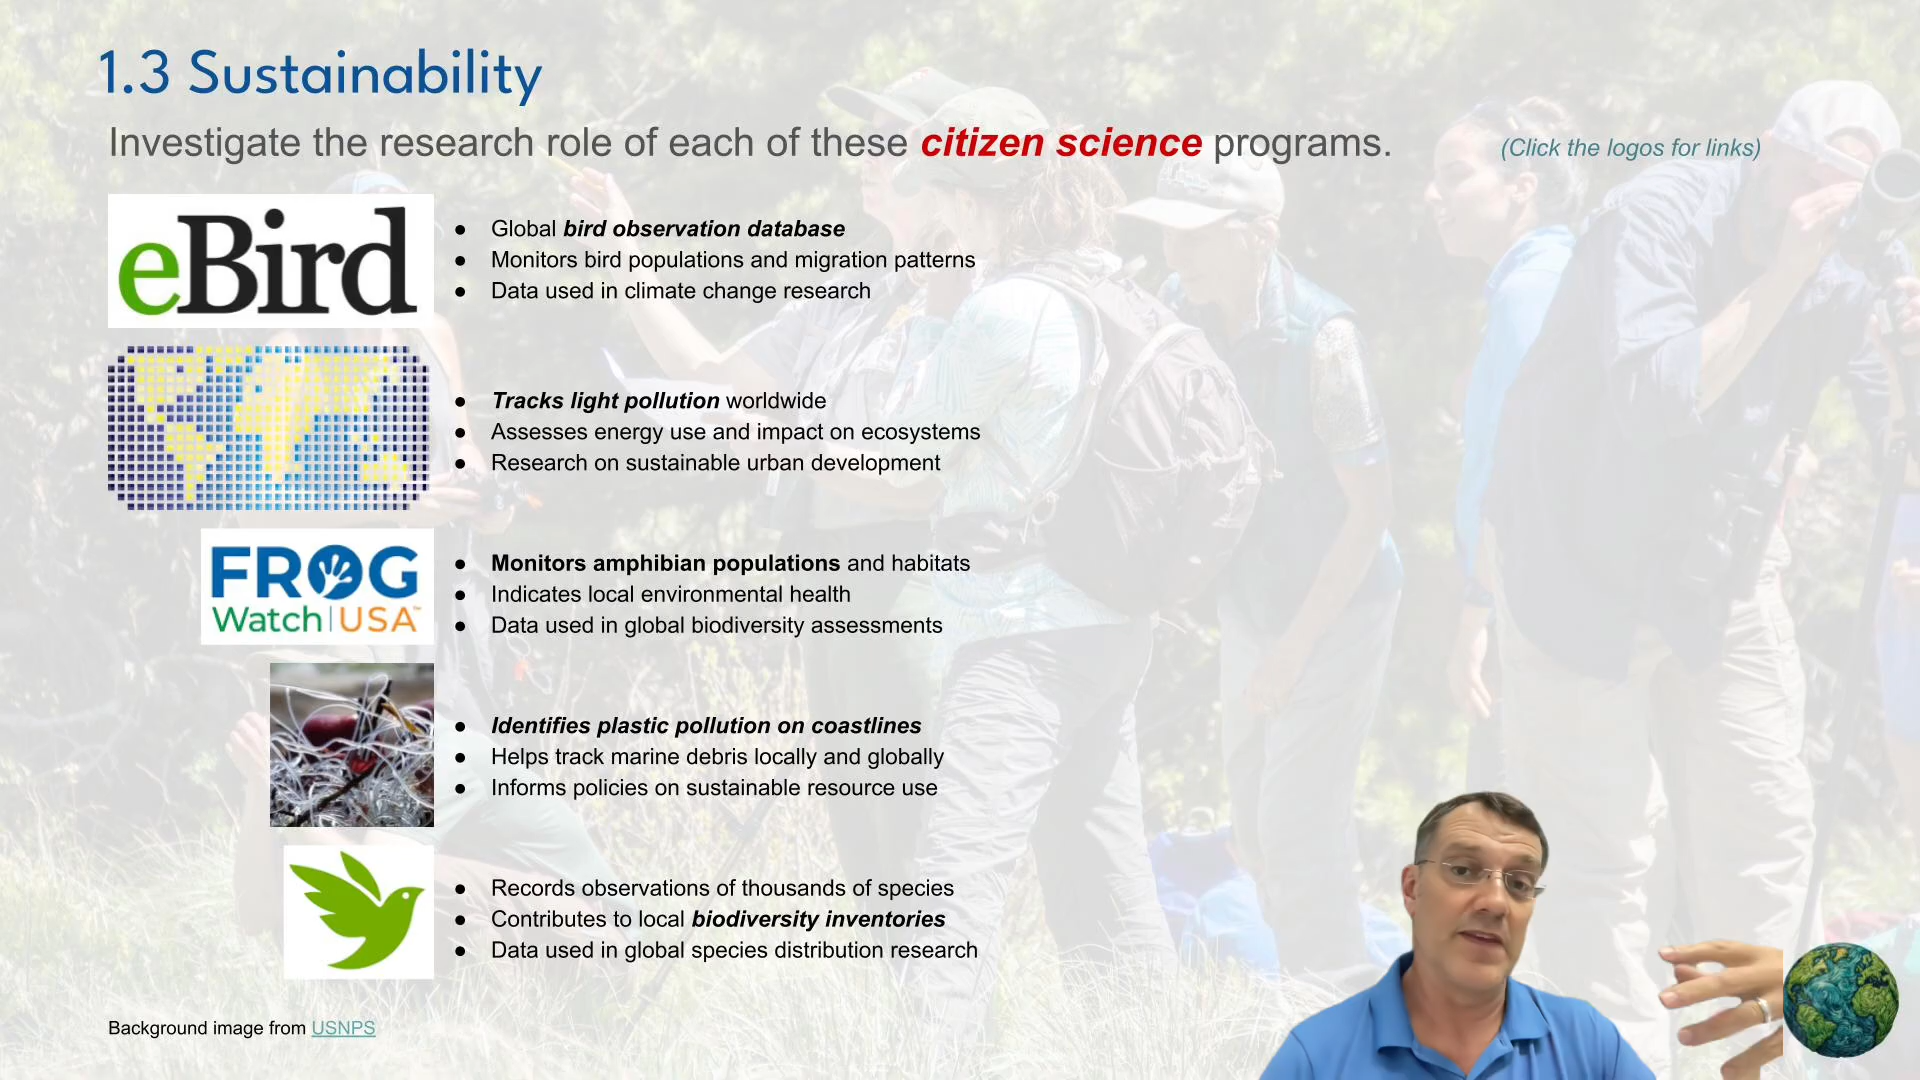 1.3 Sustainability
Investigate the research role of each of these citizen science programs.
(Click the logos for links)
eBird
● Global bird observation database
● Monitors bird populations and migration patterns
● Data used in climate change research
● Tracks light pollution worldwide
● Assesses energy use and impact on ecosystems
● Research on sustainable urban development
FROG
Watch|USA™
● Monitors amphibian populations and habitats
● Indicates local environmental health
● Data used in global biodiversity assessments
● Identifies plastic pollution on coastlines
● Helps track marine debris locally and globally
● Informs policies on sustainable resource use
● Records observations of thousands of species
● Contributes to local biodiversity inventories
● Data used in global species distribution research
Background image from USNPS